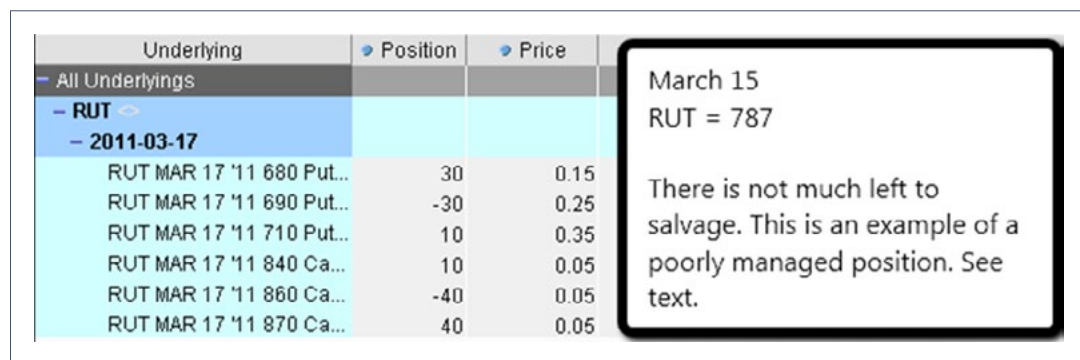 Underlying Position Price
All Underlyings
RUT
2011-03-17
RUT MAR 17 '11 680 Put... 30 0.15
RUT MAR 17 '11 690 Put... -30 0.25
RUT MAR 17 '11 710 Put... 10 0.35
RUT MAR 17 '11 840 Ca... 10 0.05
RUT MAR 17 '11 860 Ca... -40 0.05
RUT MAR 17 '11 870 Ca... 40 0.05
March 15
RUT = 787
There is not much left to
salvage. This is an example of a
poorly managed position. See
text.